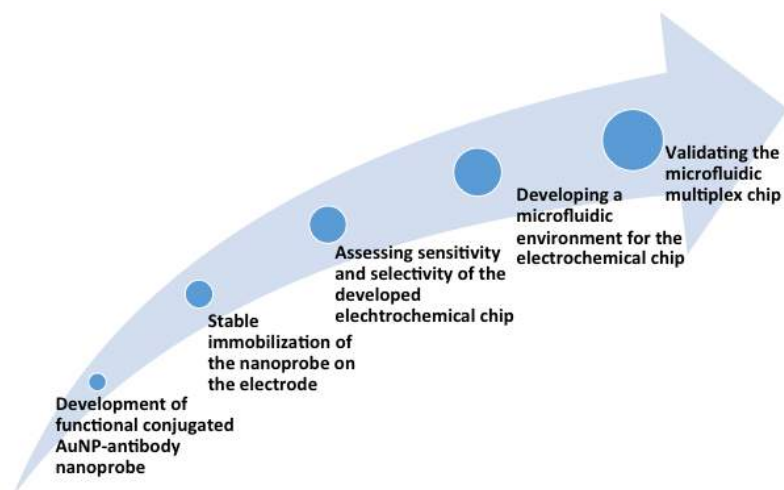 Development of
functional conjugated
AuNP-antibody
nanoprobe
Stable
immobilization of
the nanoprobe on
the electrode
Assessing sensitivity
and selectivity of the
developed
elechtrochemical chip
Developing a
microfluidic
environment for the
electrochemical chip
Validating the
microfluidic
multiplex chip